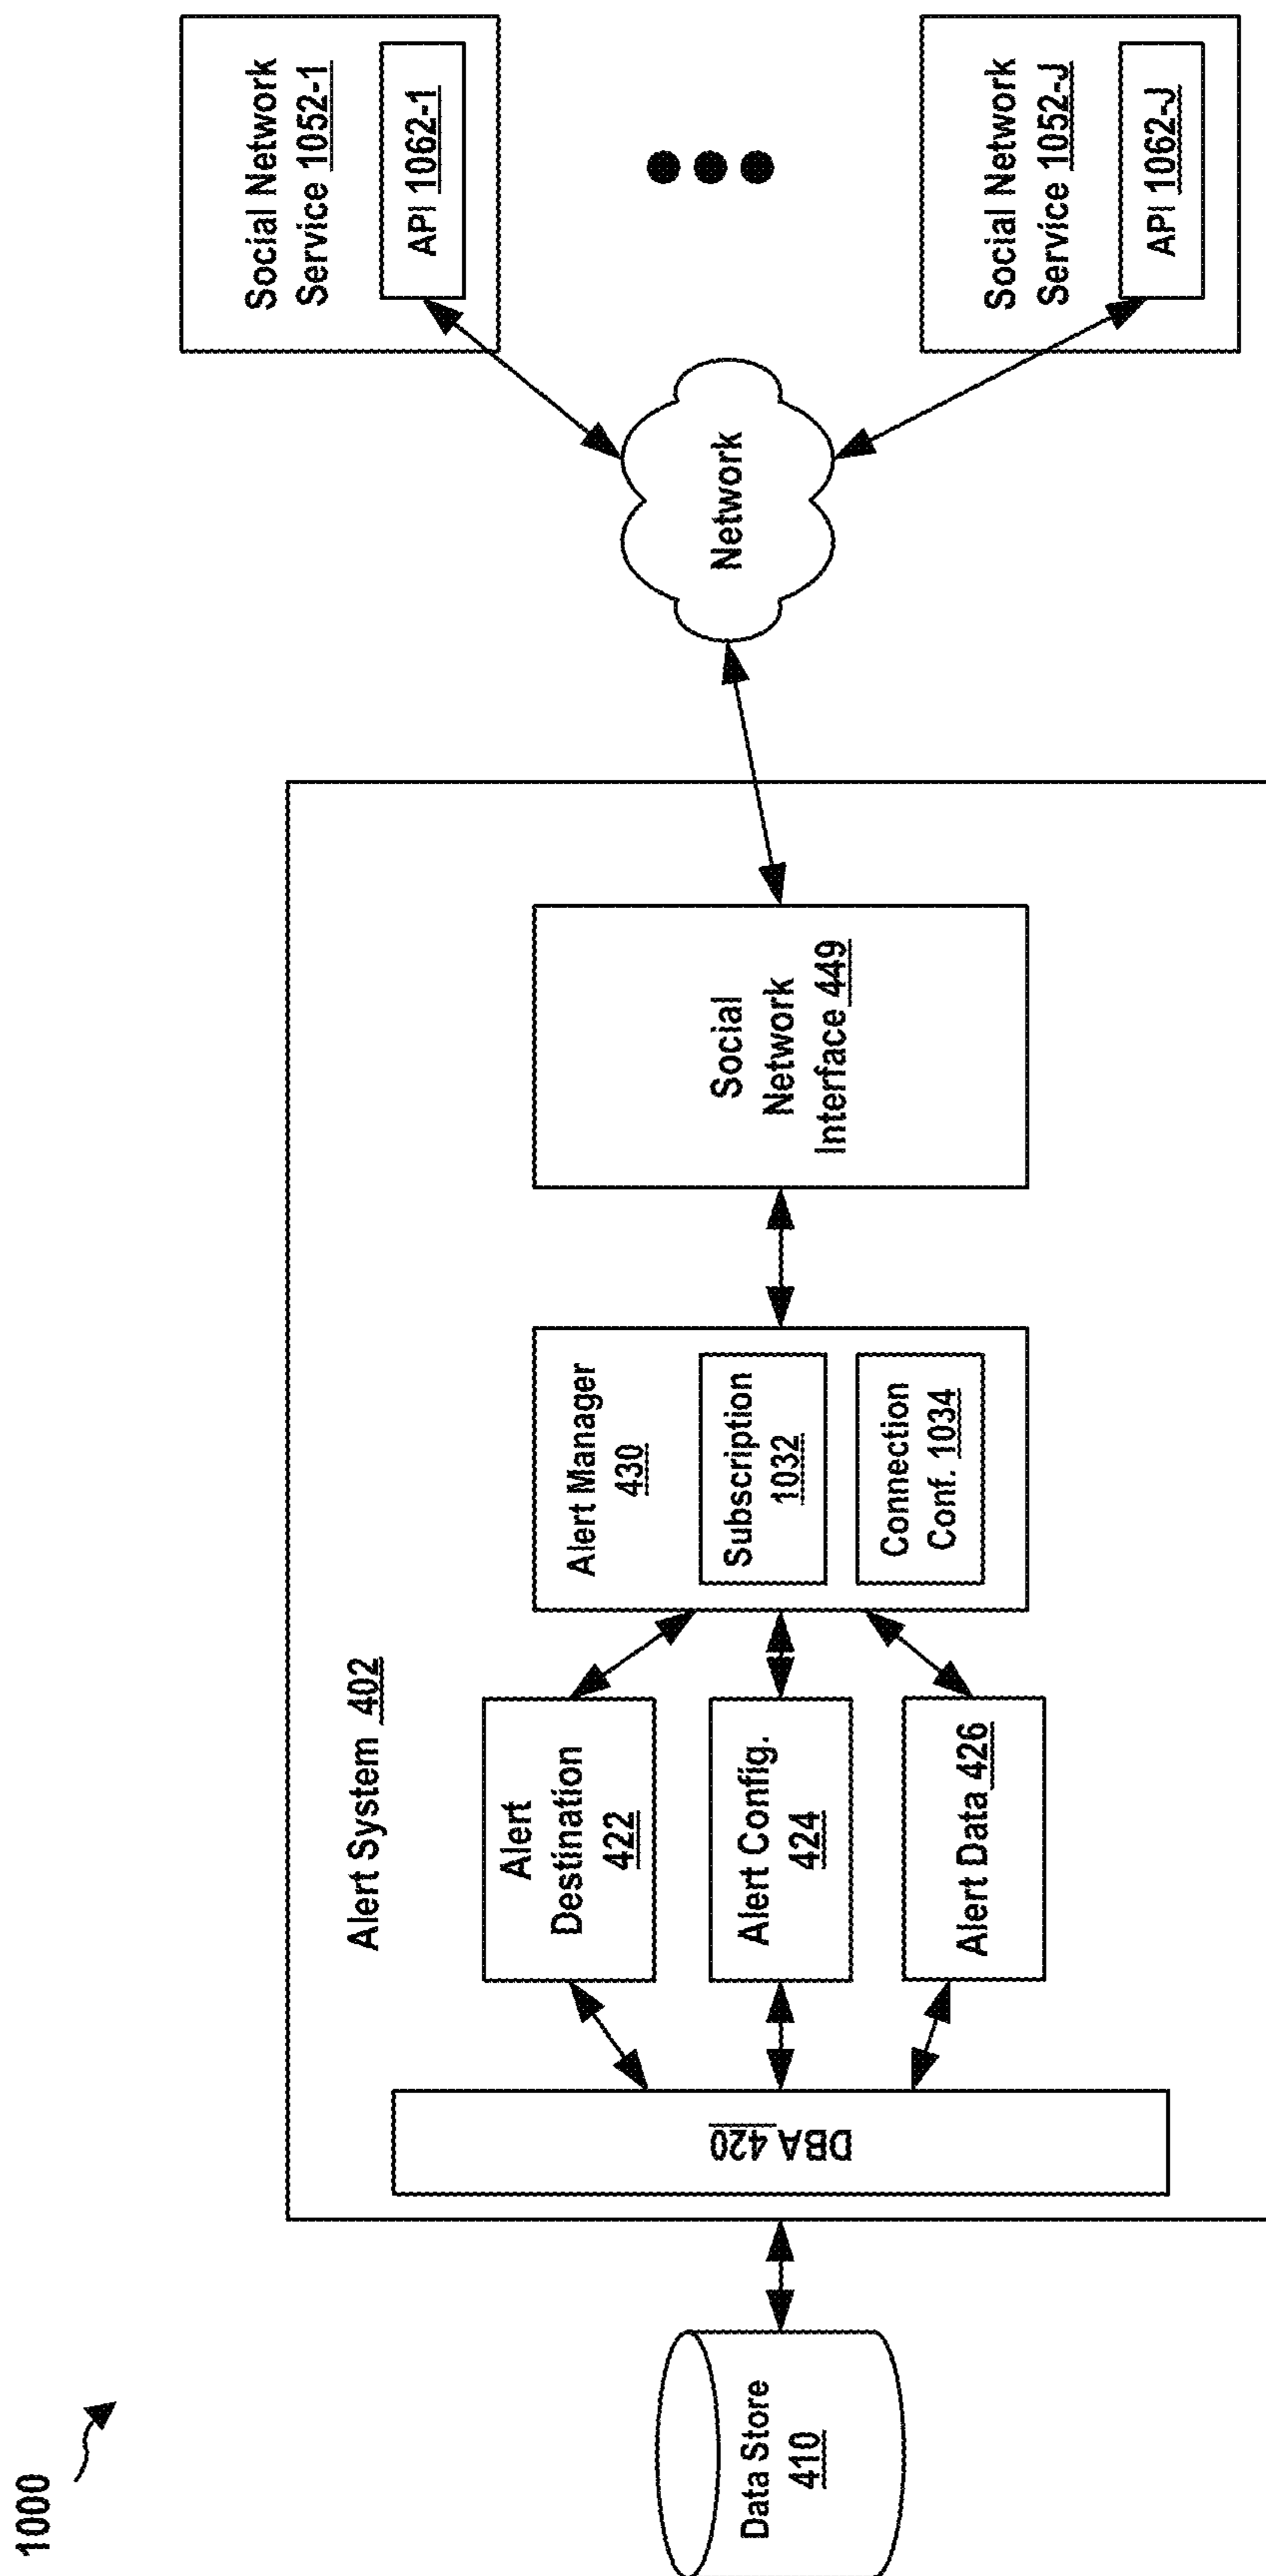 1000
Data Store
410
Alert System 402
DBA 420
Alert
Destination
422
Alert Config.
424
Alert Data 426
Alert Manager
430
Subscription
1032
Connection
Conf. 1034
Social
Network
Interface 449
Network
Social Network
Service 1052-1
API 1062-1
Social Network
Service 1052-J
API 1062-J